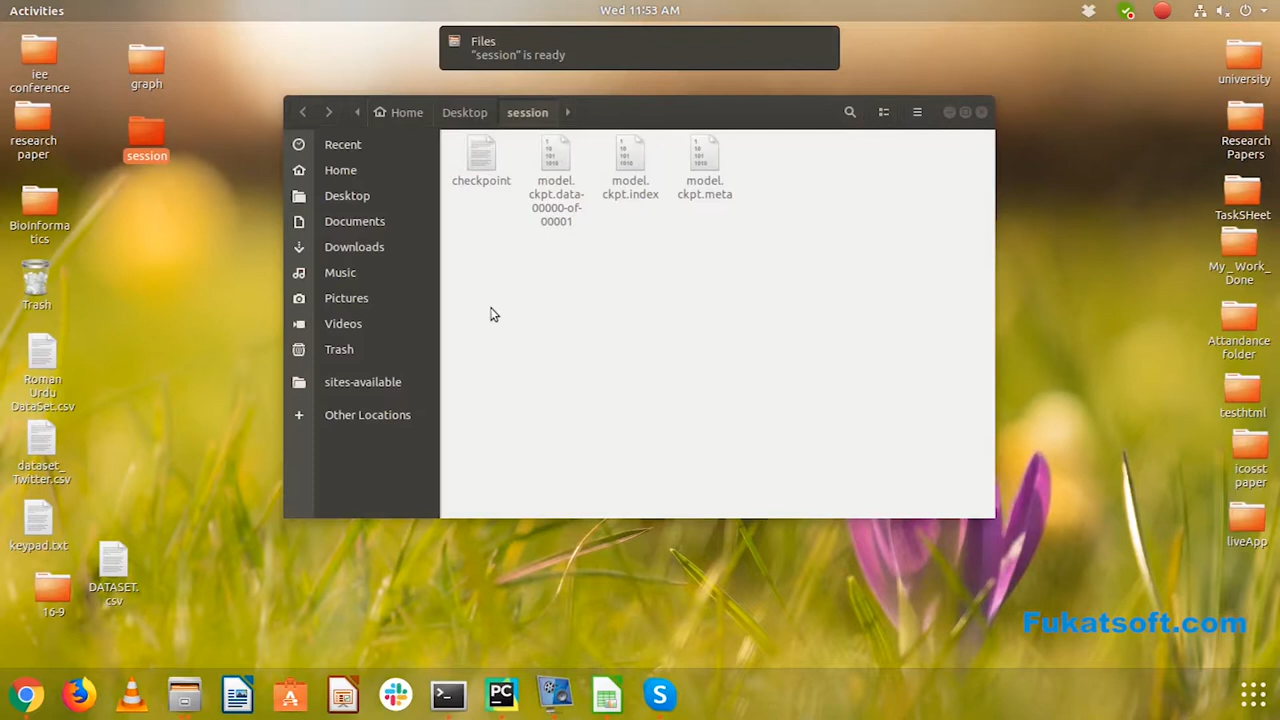 Activities
Wed 11:53 AM
Files
"session" is ready
iee
conference
graph
research
paper
session
BioInforma
tics
Trash
Roman
Urdu
DataSet.csv
dataset_
Twitter.csv
keypad.txt
DATASET.
csv
16-9
Home
Desktop
session
Recent
Home
Desktop
Documents
Downloads
Music
Pictures
Videos
Trash
sites-available
Other Locations
checkpoint
model.
ckpt.data-
00000-of-
00001
model.
ckpt.index
model.
ckpt.meta
university
Research
Papers
TaskSHeet
My_Work_
Done
Attandance
folder
testhtml
icosst
paper
liveApp
Fukatsoft.com